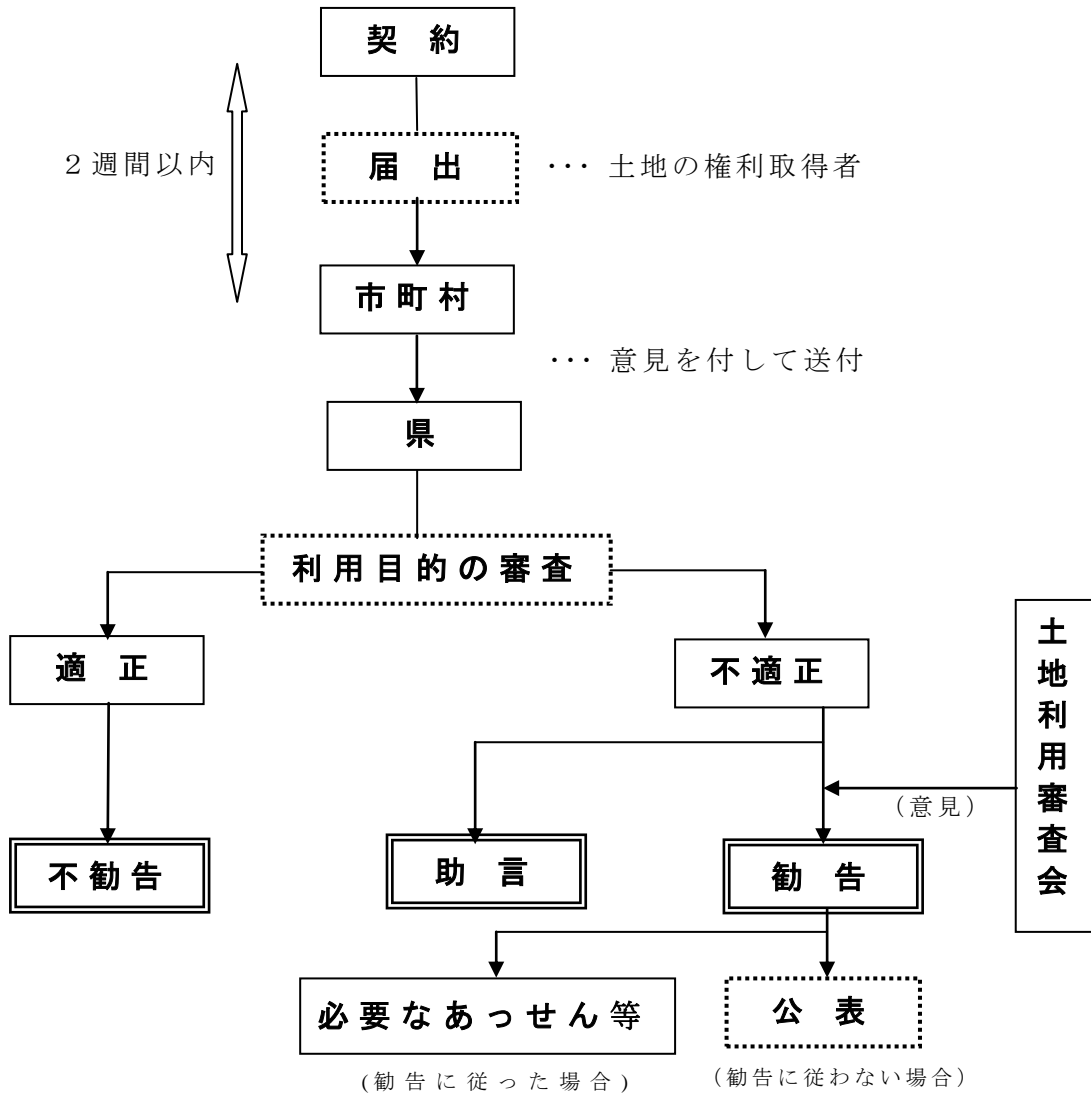 契約
2週間以内
届出
･･･ 土地の権利取得者
市町村
･･･ 意見を付して送付
県
利用目的の審査
適正
不適正
土地利用審査会
（意見）
不勧告
助言
勧告
必要なあっせん等
公表
(勧告に従った場合)
（勧告に従わない場合）